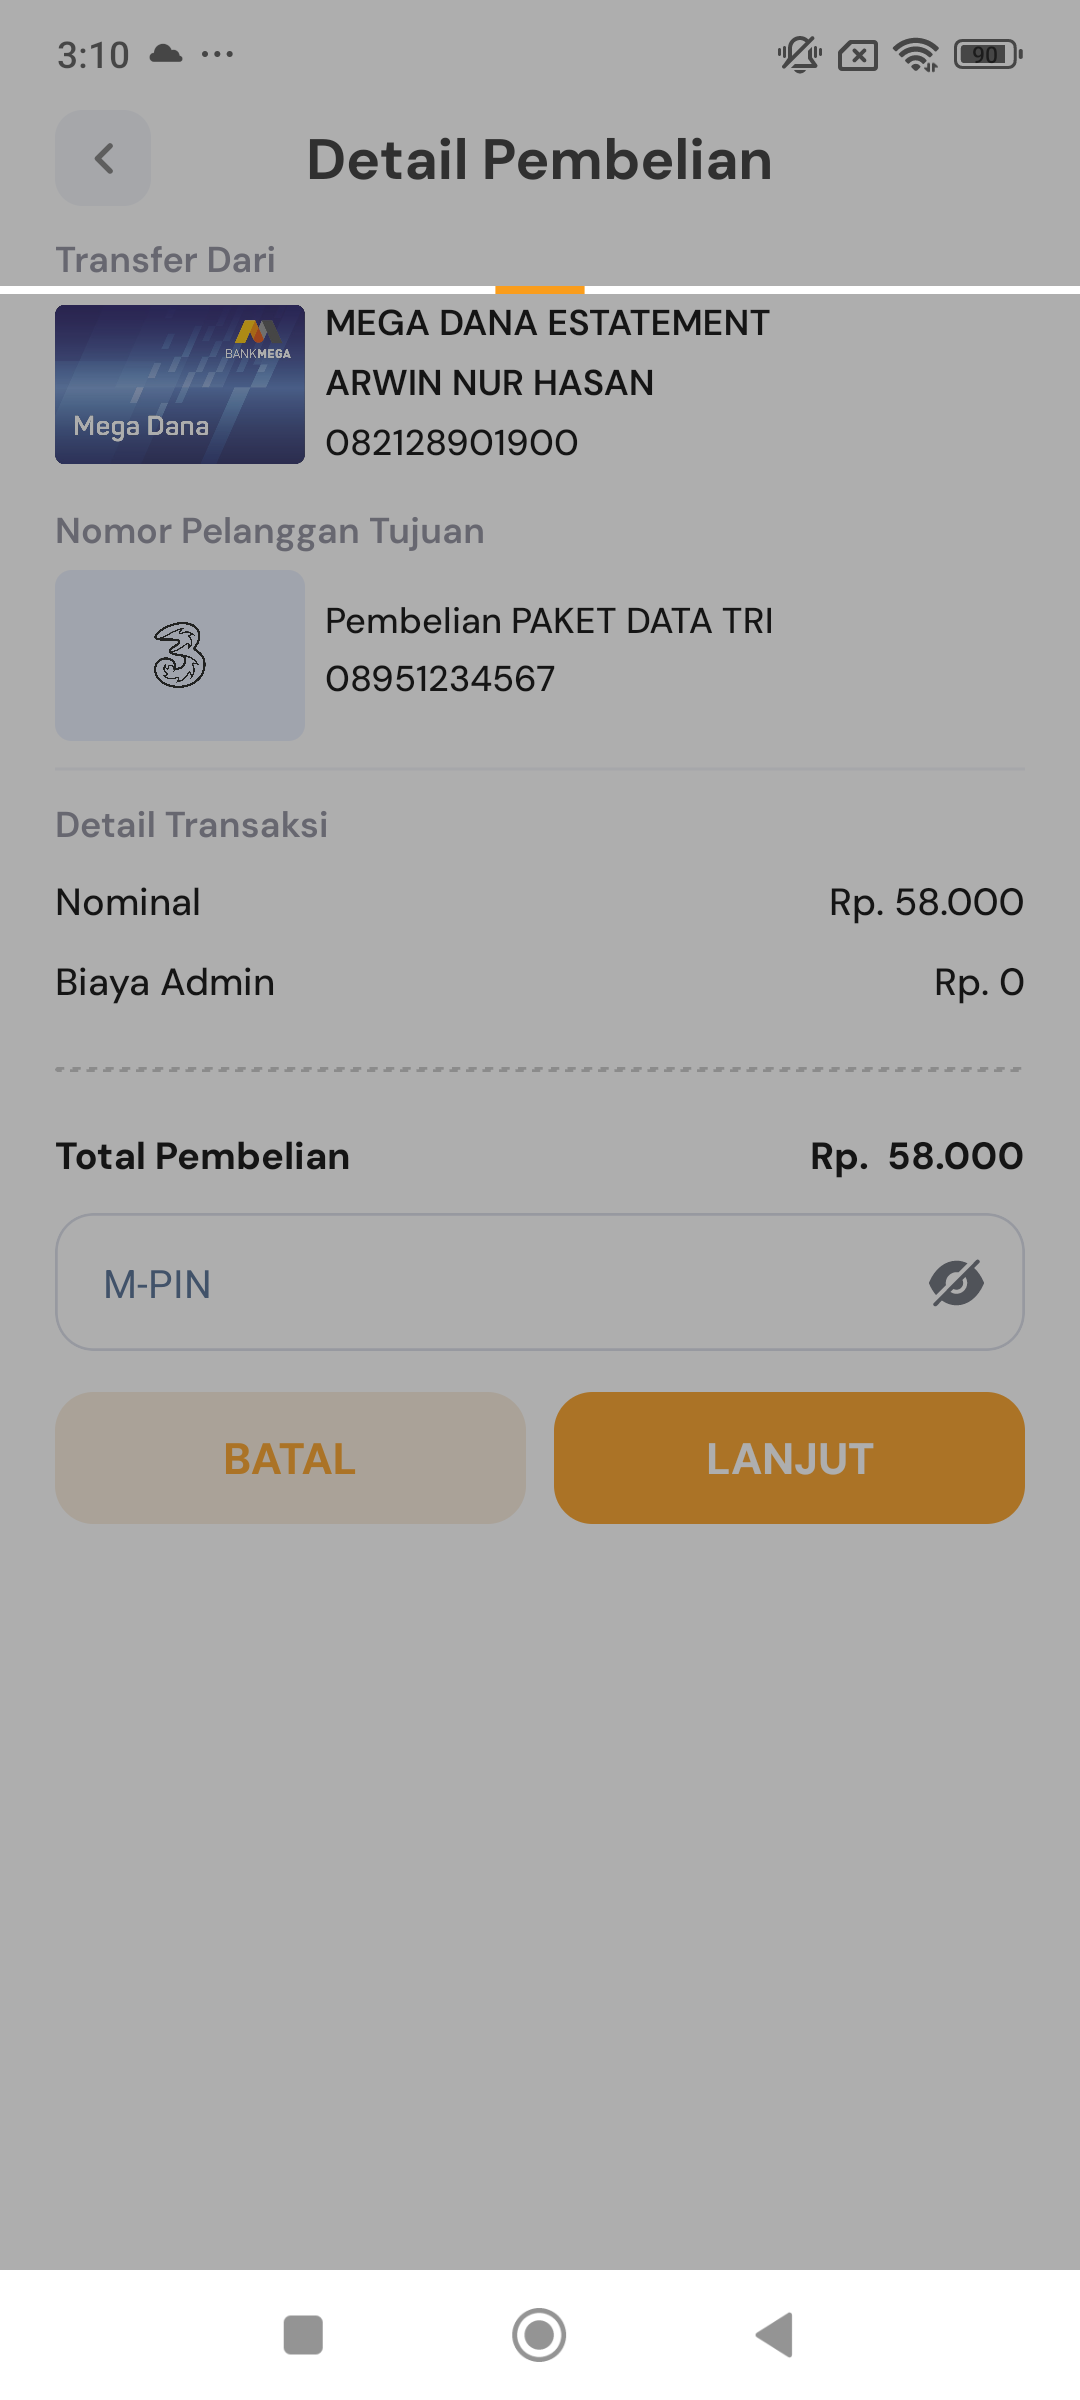 3:10
90
Detail Pembelian
Transfer Dari
BANKMEGA
Mega Dana
MEGA DANA ESTATEMENT
ARWIN NUR HASAN
082128901900
Nomor Pelanggan Tujuan
3
Pembelian PAKET DATA TRI
08951234567
Detail Transaksi
Nominal Rp. 58.000
Biaya Admin Rp. 0
Total Pembelian Rp. 58.000
M-PIN
BATAL LANJUT